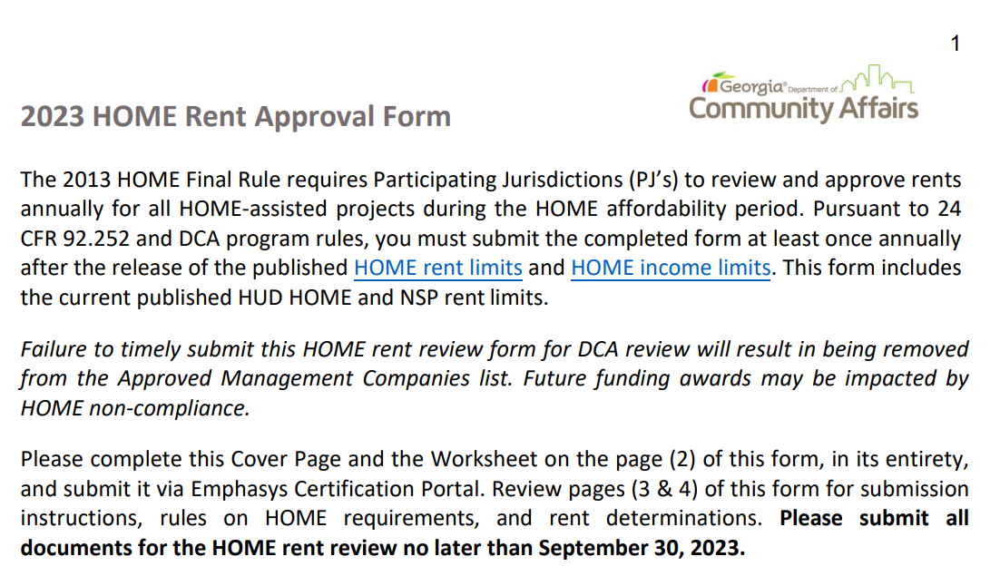 1
Georgia® Department of
Community Affairs
2023 HOME Rent Approval Form
The 2013 HOME Final Rule requires Participating Jurisdictions (PJ’s) to review and approve rents
annually for all HOME-assisted projects during the HOME affordability period. Pursuant to 24
CFR 92.252 and DCA program rules, you must submit the completed form at least once annually
after the release of the published HOME rent limits and HOME income limits. This form includes
the current published HUD HOME and NSP rent limits.
Failure to timely submit this HOME rent review form for DCA review will result in being removed
from the Approved Management Companies list. Future funding awards may be impacted by
HOME non-compliance.
Please complete this Cover Page and the Worksheet on the page (2) of this form, in its entirety,
and submit it via Emphasys Certification Portal. Review pages (3 & 4) of this form for submission
instructions, rules on HOME requirements, and rent determinations. Please submit all
documents for the HOME rent review no later than September 30, 2023.